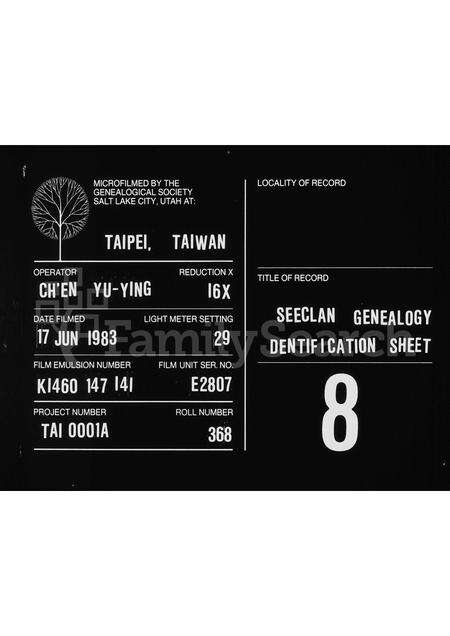 MICROFILMED BY THE
GENEALOGICAL SOCIETY
SALT LAKE CITY, UTAH AT:
TAIPEI, TAIWAN
OPERATOR REDUCTION X
CH'EN YU-YING 16X
DATE FILMED LIGHT METER SETTING
17 JUN 1983 29
FILM EMULSION NUMBER FILM UNIT SER. NO.
K1460 147 141 E2807
PROJECT NUMBER ROLL NUMBER
TAI 0001A 368
LOCALITY OF RECORD
TITLE OF RECORD
SEECLAN GENEALOGY
DENTIFICATION SHEET
8
FamilySearch